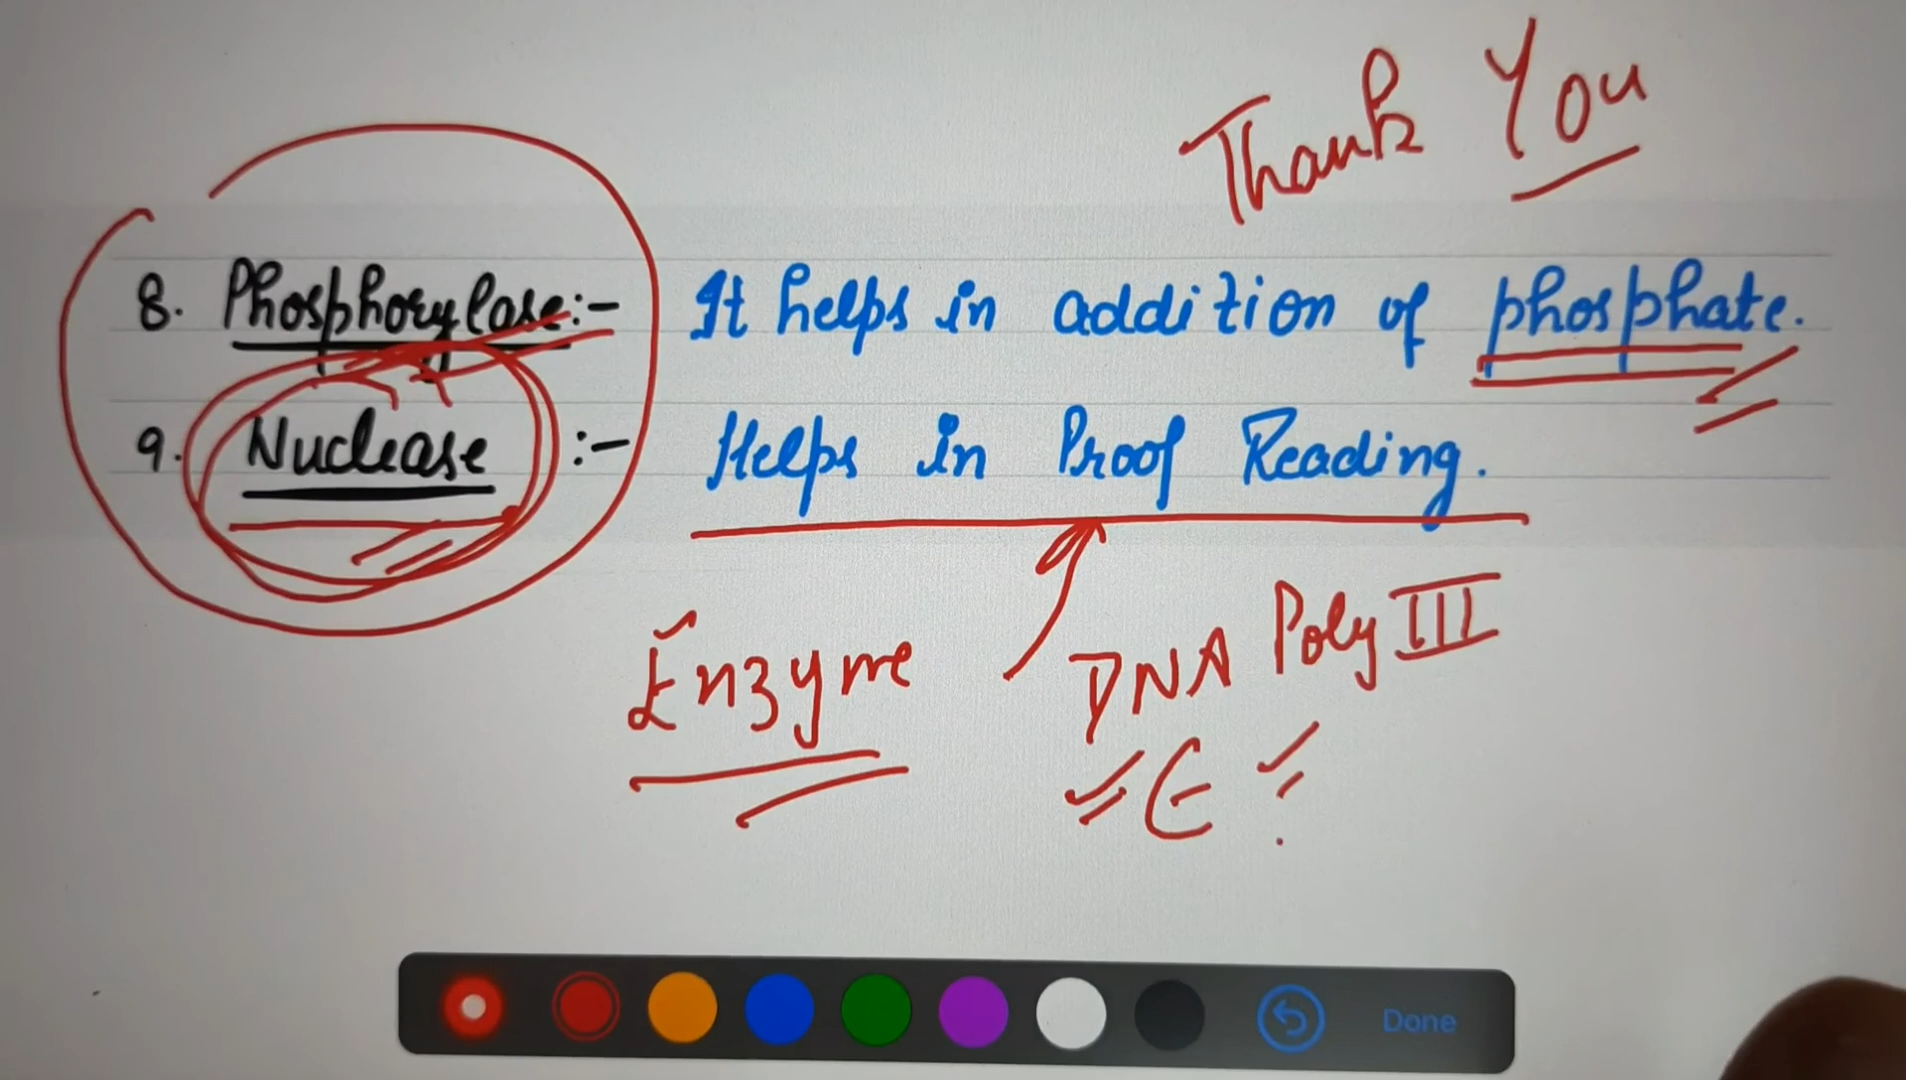 Thank You
8. Phosphorylase:- It helps in addition of phosphate.
9. Nuclease :- Helps in Proof Reading.
Enzyme
DNA Poly III
E
Done